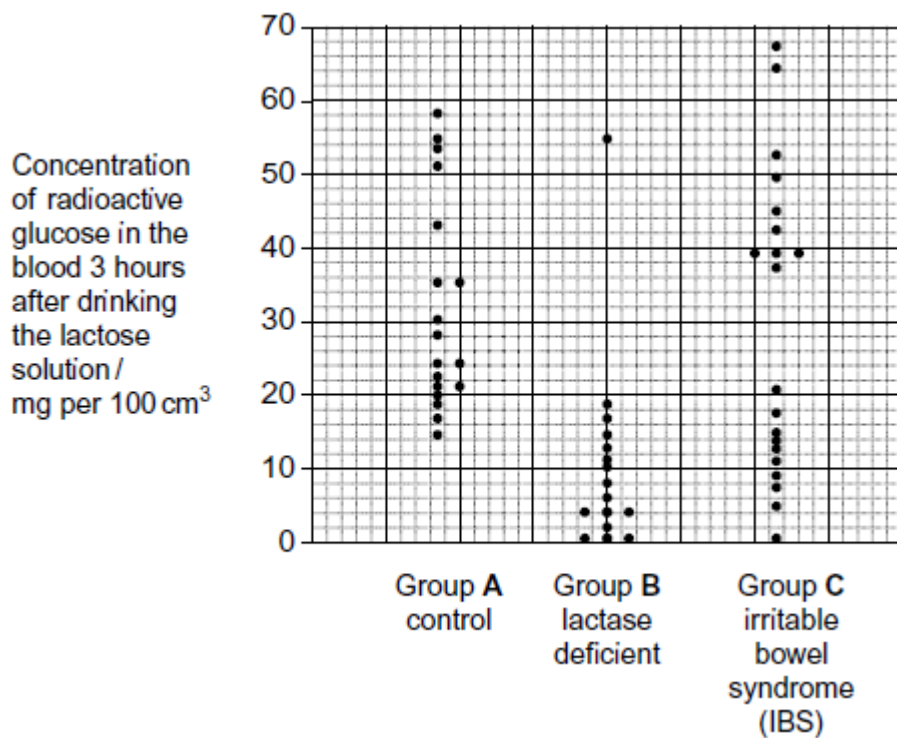 70
60
50
40
30
20
10
0
Concentration
of radioactive
glucose in the
blood 3 hours
after drinking
the lactose
solution /
mg per 100 cm³
Group A
control
Group B
lactase
deficient
Group C
irritable
bowel
syndrome
(IBS)